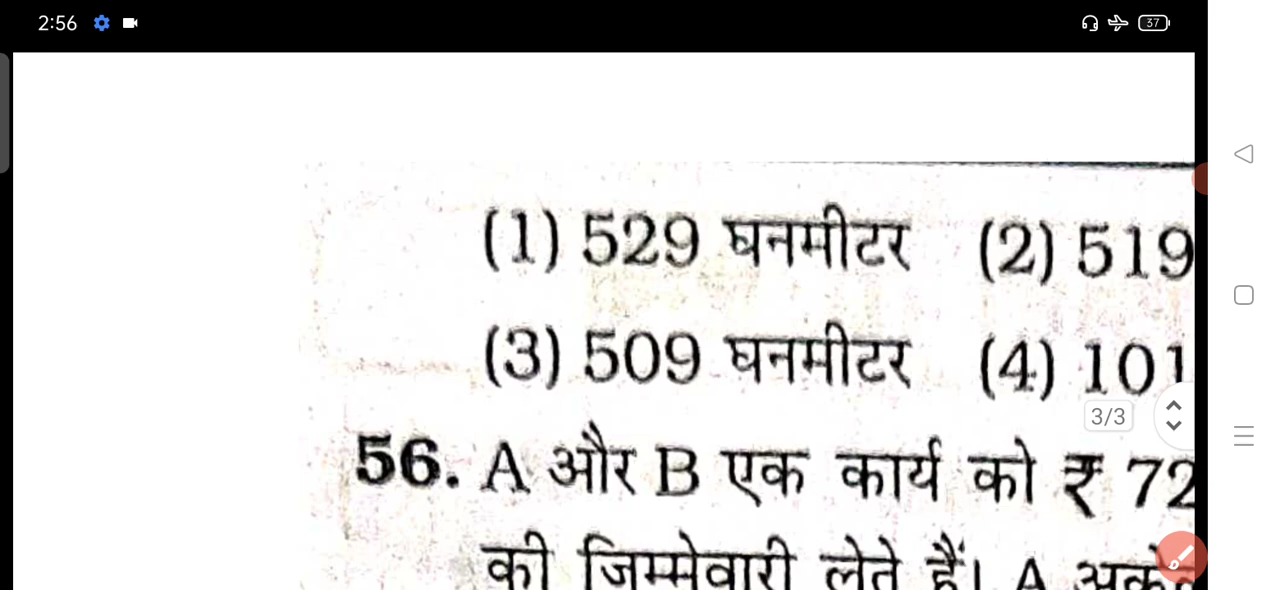 2:56
37
(1) 529 घनमीटर (2) 519
(3) 509 घनमीटर (4) 101
3/3
56. A और B एक कार्य को ₹ 72
की जिम्मेवारी लेते हैं। A